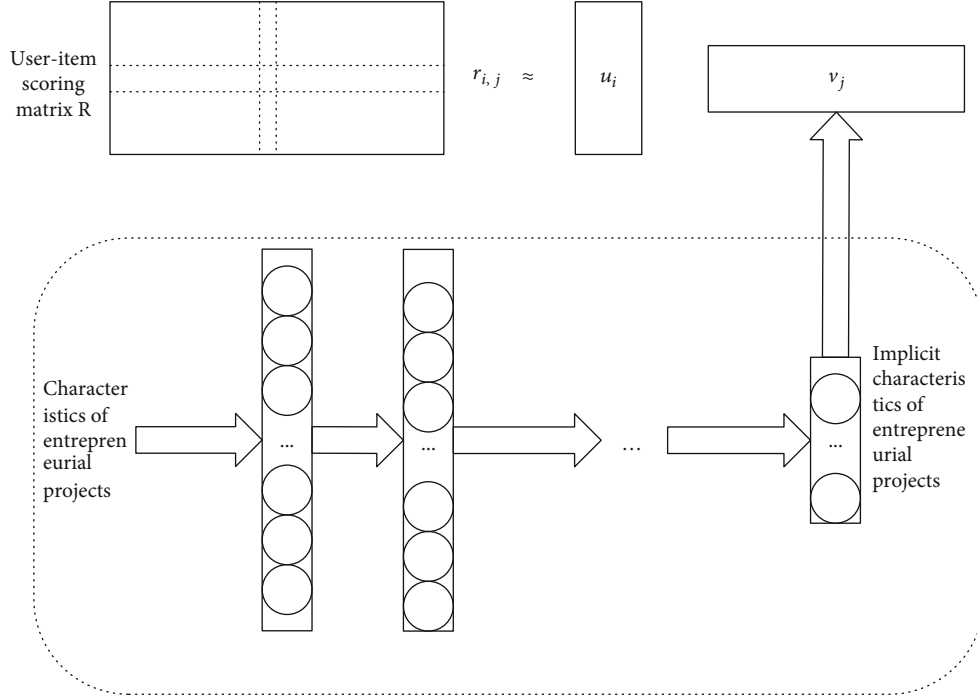 User-item
scoring
matrix R
r_{i, j} ≈
u_i
v_j
Character
istics of
entrepren
eurial
projects
...
...
...
...
Implicit
characteris
tics of
entreprene
urial
projects